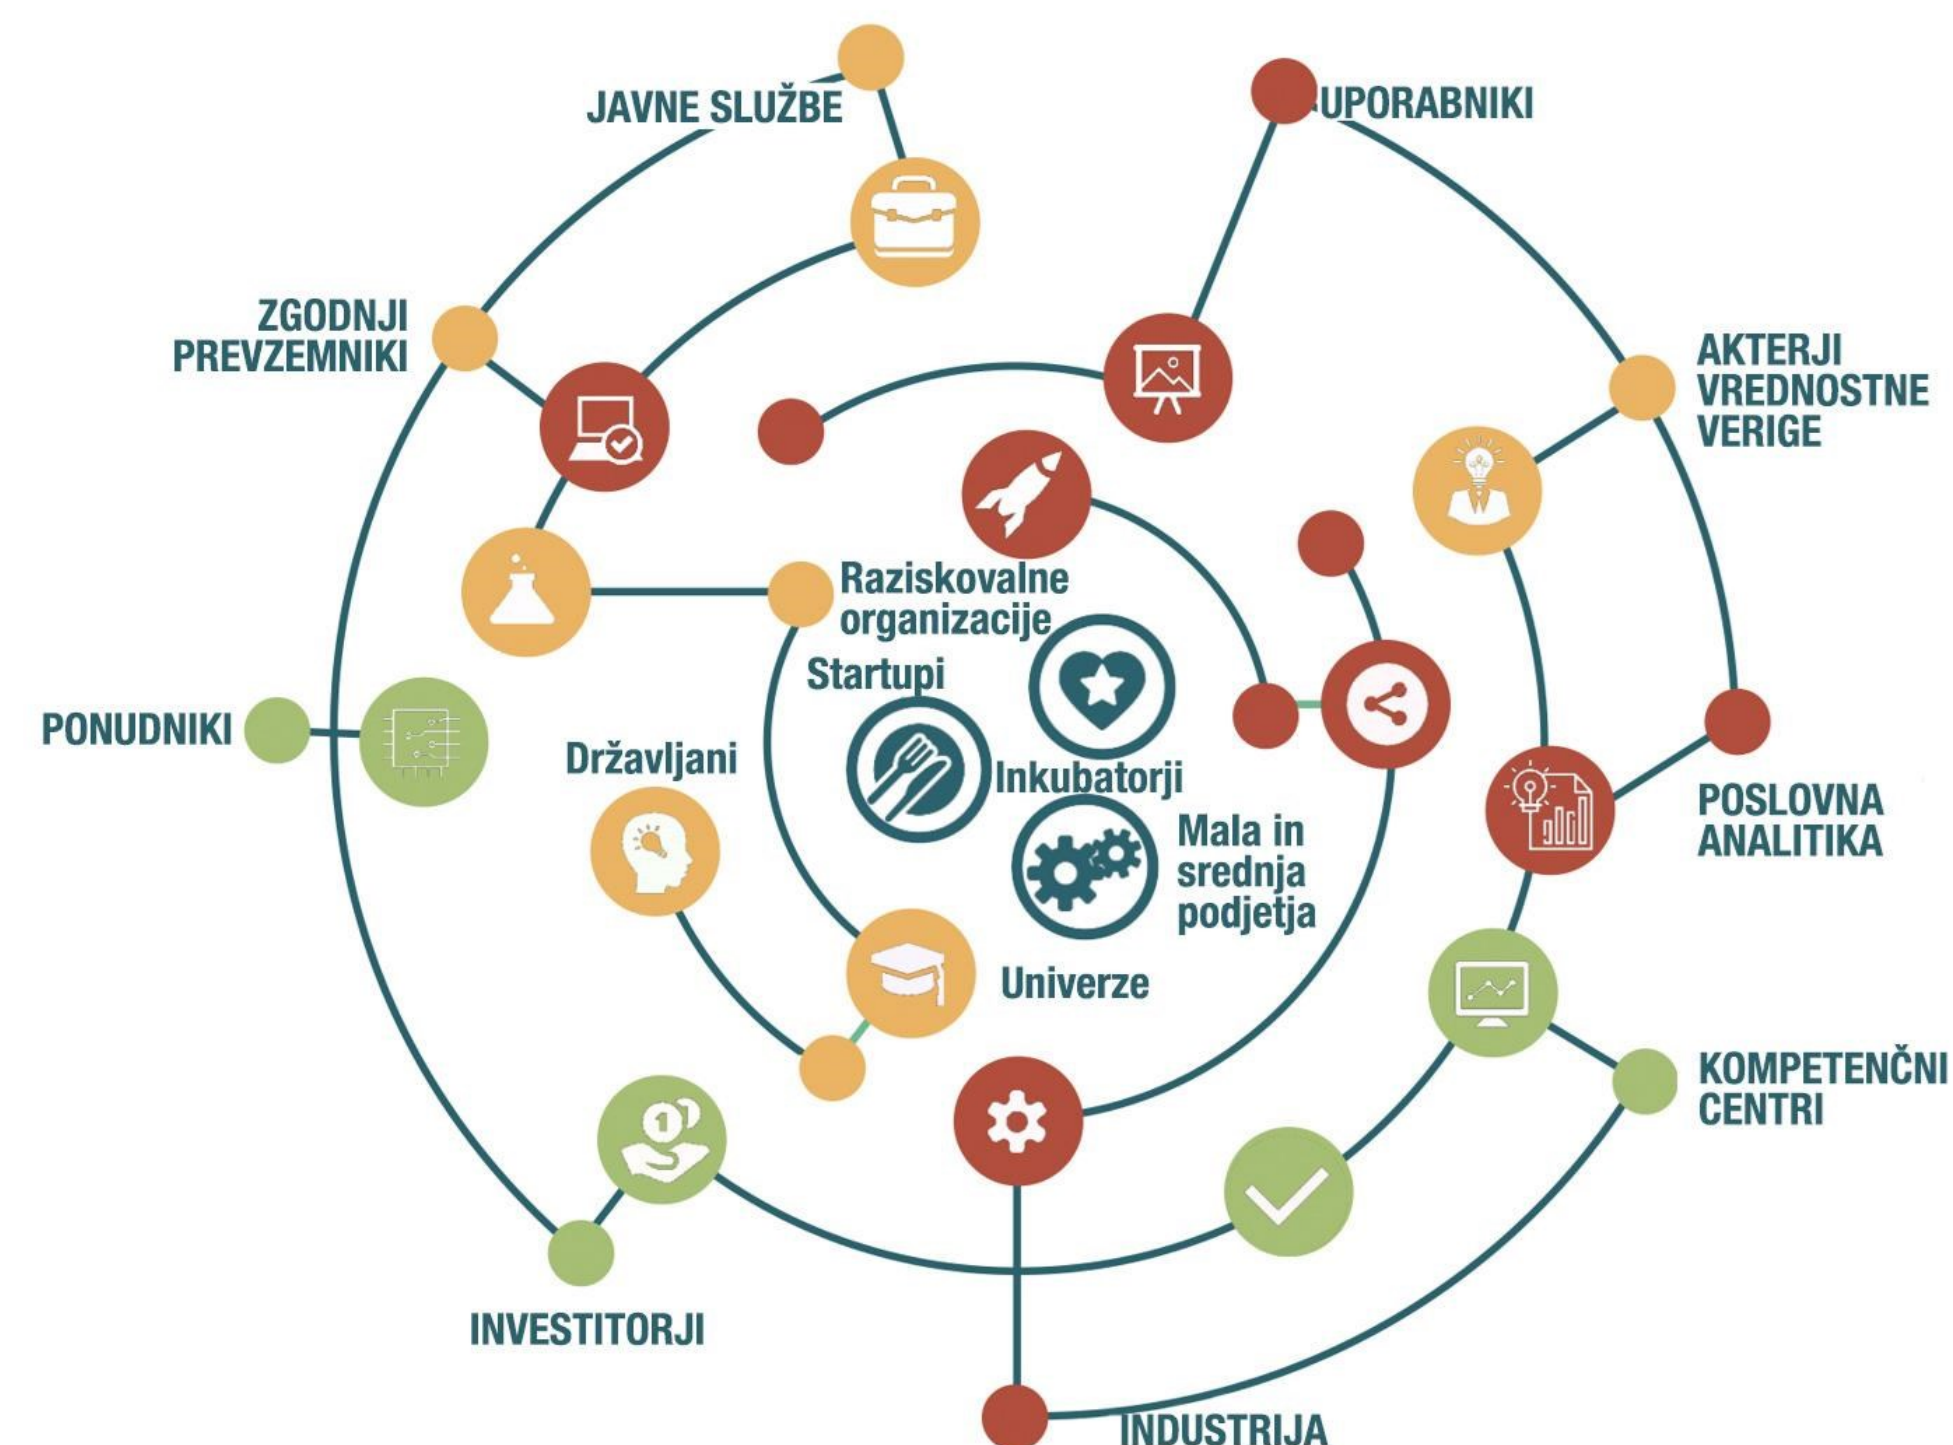 JAVNE SLUŽBE
UPORABNIKI
ZGODNJI
PREVZEMNIKI
AKTERJI
VREDNOSTNE
VERIGE
Raziskovalne
organizacije
Startupi
PONUDNIKI
Državljani
Inkubatorji
Mala in
srednja
podjetja
POSLOVNA
ANALITIKA
Univerze
KOMPETENČNI
CENTRI
1
INVESTITORJI
INDUSTRIJA